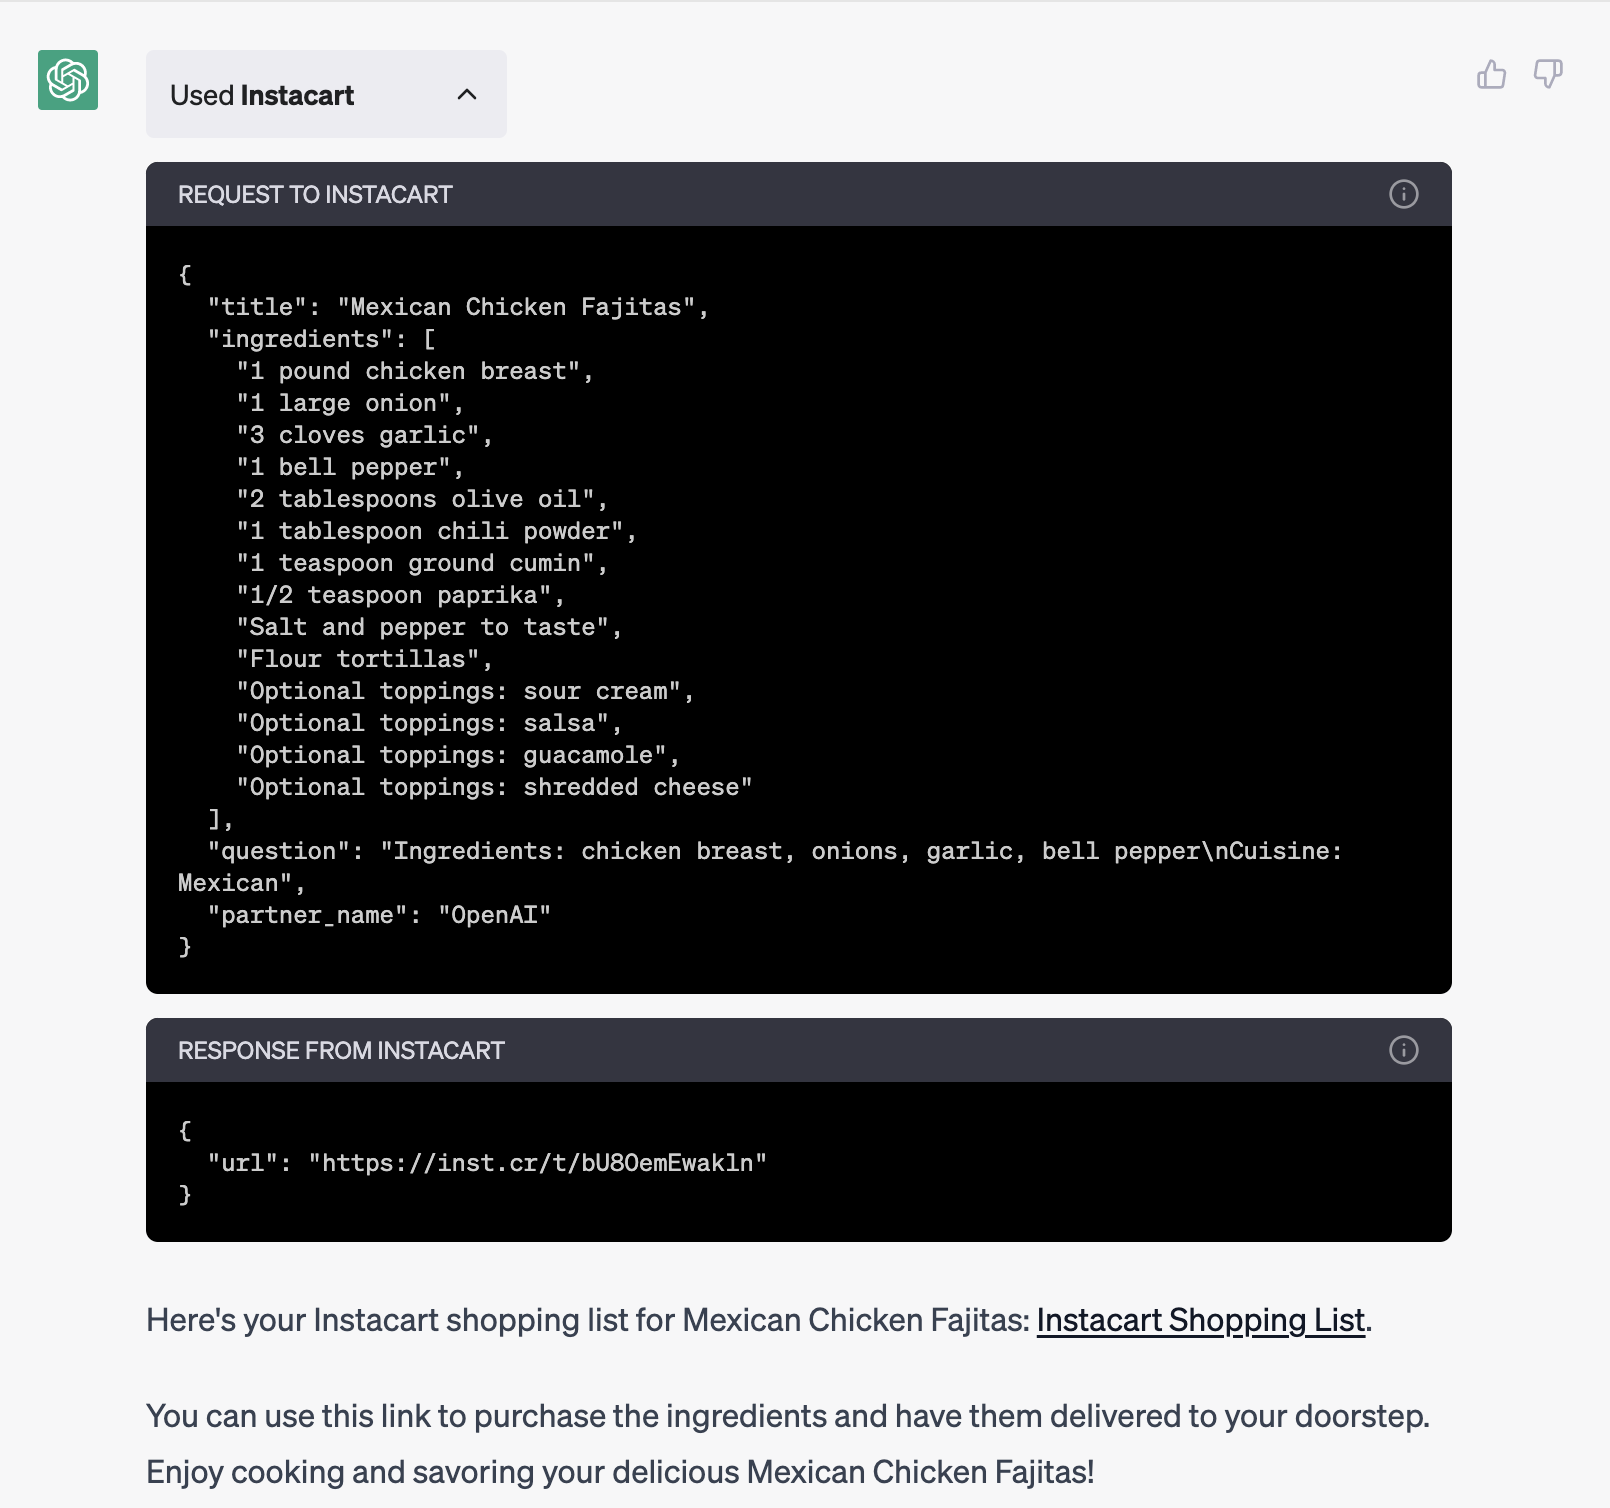 Used Instacart
REQUEST TO INSTACART
{
  "title": "Mexican Chicken Fajitas",
  "ingredients": [
    "1 pound chicken breast",
    "1 large onion",
    "3 cloves garlic",
    "1 bell pepper",
    "2 tablespoons olive oil",
    "1 tablespoon chili powder",
    "1 teaspoon ground cumin",
    "1/2 teaspoon paprika",
    "Salt and pepper to taste",
    "Flour tortillas",
    "Optional toppings: sour cream",
    "Optional toppings: salsa",
    "Optional toppings: guacamole",
    "Optional toppings: shredded cheese"
  ],
  "question": "Ingredients: chicken breast, onions, garlic, bell pepper\nCuisine:
Mexican",
  "partner_name": "OpenAI"
}
RESPONSE FROM INSTACART
{
  "url": "https://inst.cr/t/bU8OemEwakln"
}
Here's your Instacart shopping list for Mexican Chicken Fajitas: Instacart Shopping List.
You can use this link to purchase the ingredients and have them delivered to your doorstep.
Enjoy cooking and savoring your delicious Mexican Chicken Fajitas!